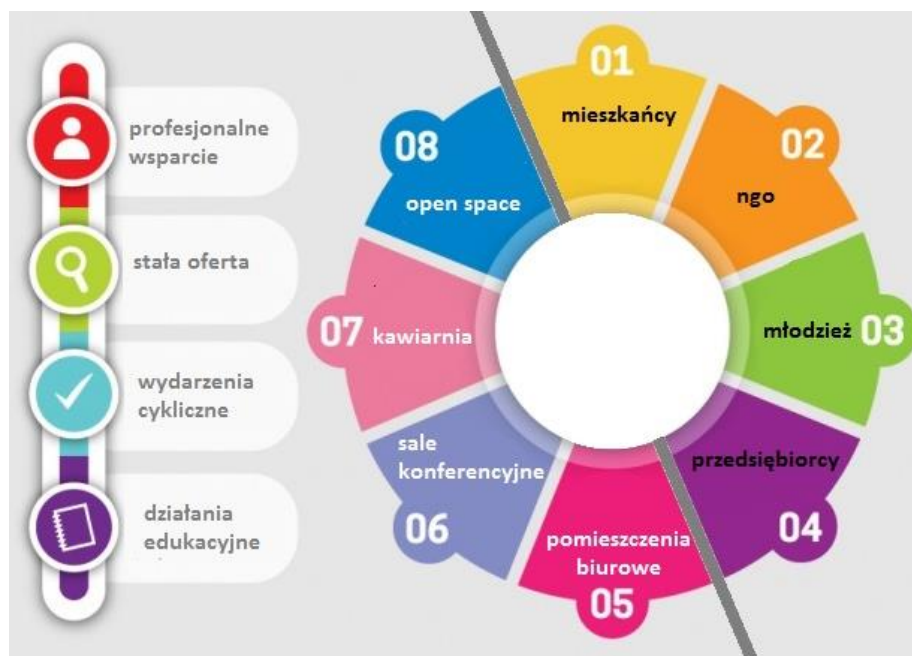 profesjonalne
wsparcie
stała oferta
wydarzenia
cykliczne
działania
edukacyjne
01
mieszkańcy
02
ngo
młodzież 03
przedsiębiorcy
04
pomieszczenia
biurowe
05
sale
konferencyjne
06
07 kawiarnia
08
open space